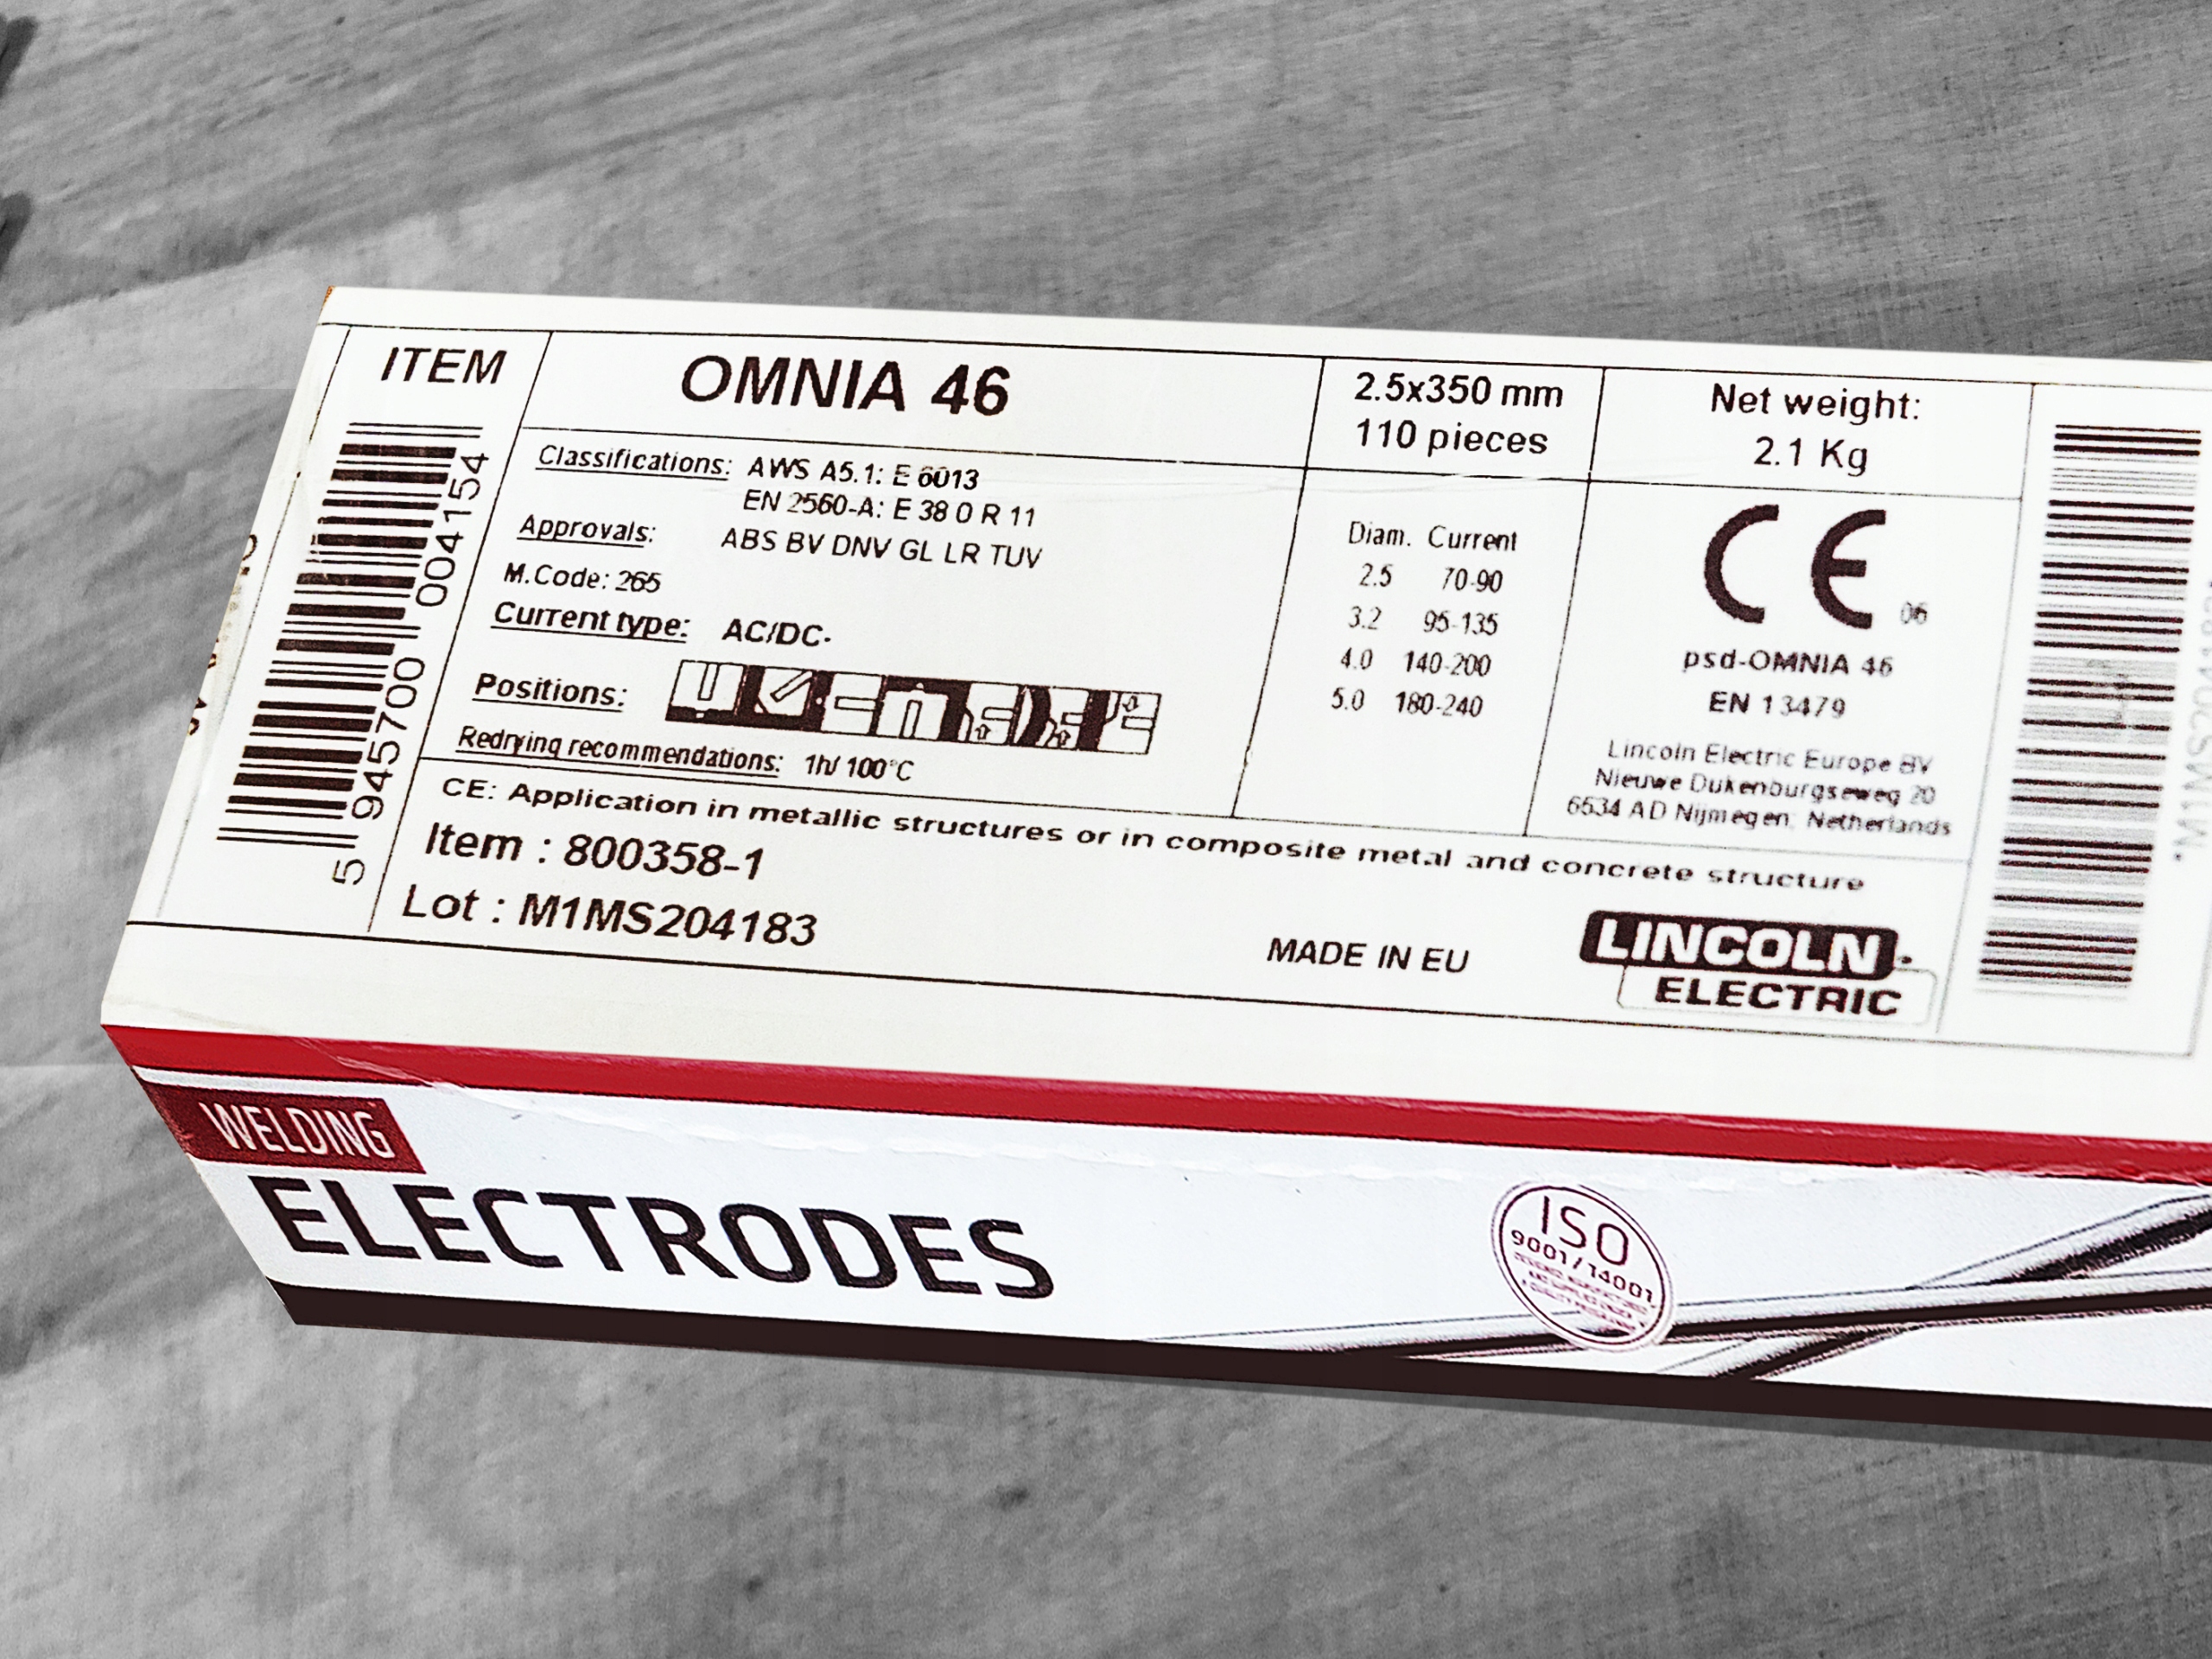 ITEM
5 945700 004154
OMNIA 46
2.5x350 mm
110 pieces
Net weight:
2.1 Kg
Classifications: AWS A5.1: E 6013
EN 2560-A: E 38 0 R 11
Approvals: ABS BV DNV GL LR TUV
M.Code: 265
Current type: AC/DC-
Positions:
Redrying recommendations: 1h/ 100°C
Diam. Current
2.5 70-90
3.2 95-135
4.0 140-200
5.0 180-240
CE 06
psd-OMNIA 46
EN 13479
Lincoln Electric Europe BV
Nieuwe Dukenburgseweg 20
6534 AD Nijmegen Netherlands
CE: Application in metallic structures or in composite metal and concrete structure
Item : 800358-1
Lot : M1MS204183
MADE IN EU
LINCOLN
ELECTRIC
WELDING
ELECTRODES
ISO
9001/14001